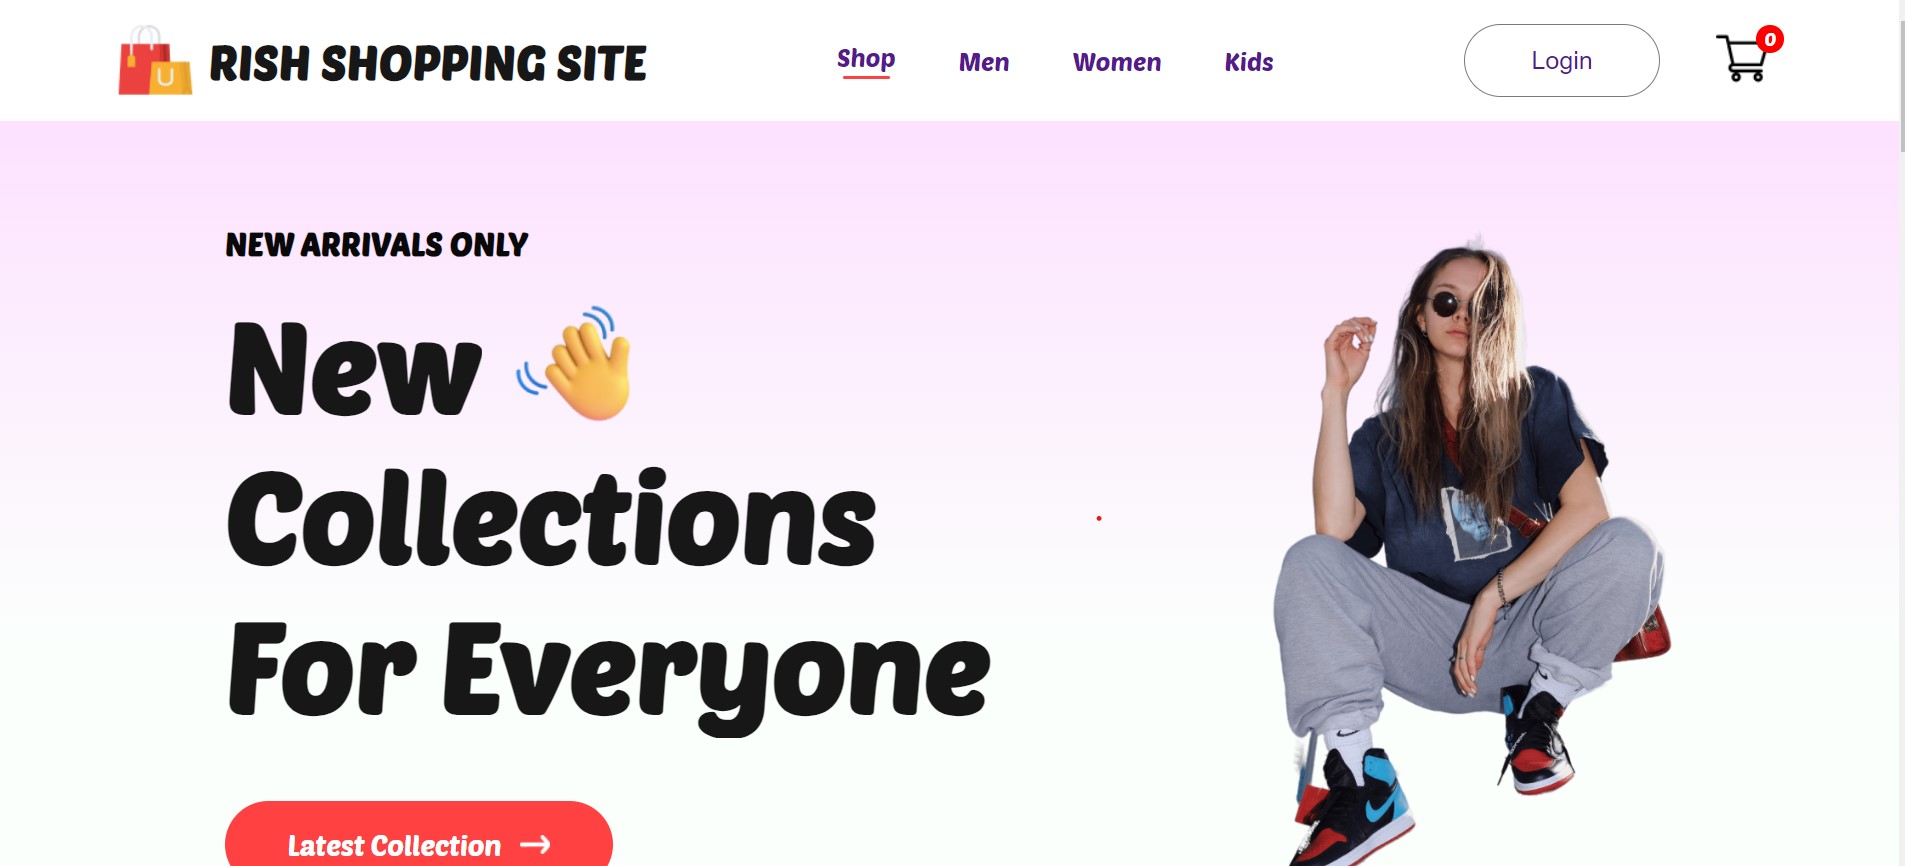 RISH SHOPPING SITE
Shop Men Women Kids
Login
0
NEW ARRIVALS ONLY
New
Collections
For Everyone
Latest Collection →